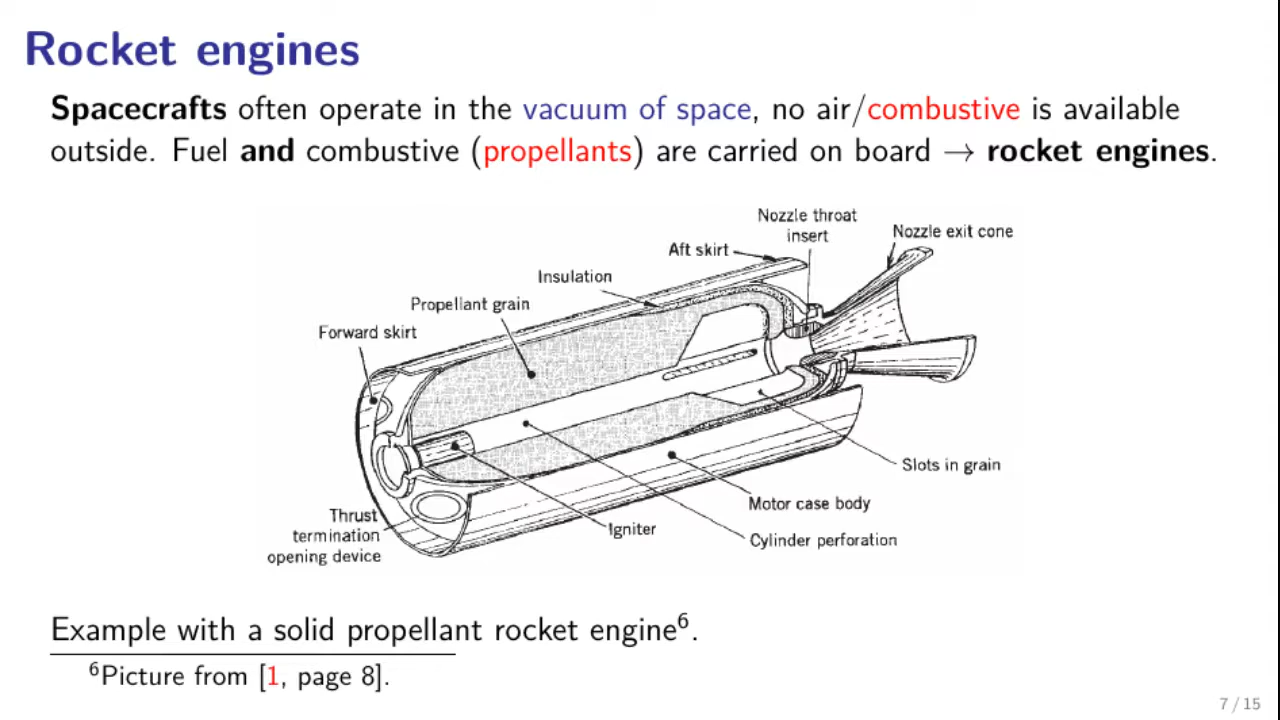 Rocket engines
Spacecrafts often operate in the vacuum of space, no air/combustive is available
outside. Fuel and combustive (propellants) are carried on board → rocket engines.
Nozzle throat
insert
Nozzle exit cone
Aft skirt
Insulation
Propellant grain
Forward skirt
Slots in grain
Motor case body
Thrust
termination
opening device
Igniter
Cylinder perforation
Example with a solid propellant rocket engine⁶.
⁶Picture from [1, page 8].
7 / 15